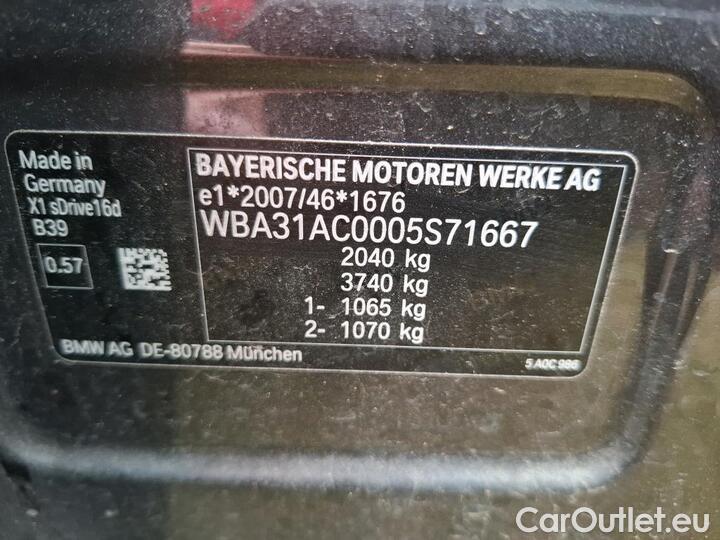 Made in
Germany
X1 sDrive16d
B39
0.57
BAYERISCHE MOTOREN WERKE AG
e1*2007/46*1676
WBA31AC0005S71667
2040 kg
3740 kg
1- 1065 kg
2- 1070 kg
BMW AG DE-80788 München
5 A0C 986
CarOutlet.eu